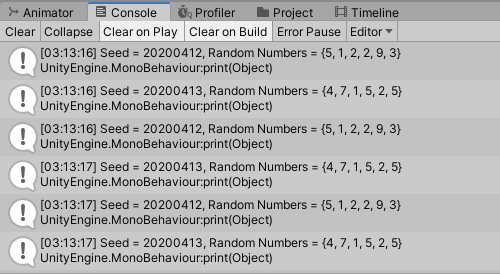 Animator Console Profiler Project Timeline
Clear Collapse Clear on Play Clear on Build Error Pause Editor
[03:13:16] Seed = 20200412, Random Numbers = {5, 1, 2, 2, 9, 3}
UnityEngine.MonoBehaviour:print(Object)
[03:13:16] Seed = 20200413, Random Numbers = {4, 7, 1, 5, 2, 5}
UnityEngine.MonoBehaviour:print(Object)
[03:13:16] Seed = 20200412, Random Numbers = {5, 1, 2, 2, 9, 3}
UnityEngine.MonoBehaviour:print(Object)
[03:13:17] Seed = 20200413, Random Numbers = {4, 7, 1, 5, 2, 5}
UnityEngine.MonoBehaviour:print(Object)
[03:13:17] Seed = 20200412, Random Numbers = {5, 1, 2, 2, 9, 3}
UnityEngine.MonoBehaviour:print(Object)
[03:13:17] Seed = 20200413, Random Numbers = {4, 7, 1, 5, 2, 5}
UnityEngine.MonoBehaviour:print(Object)